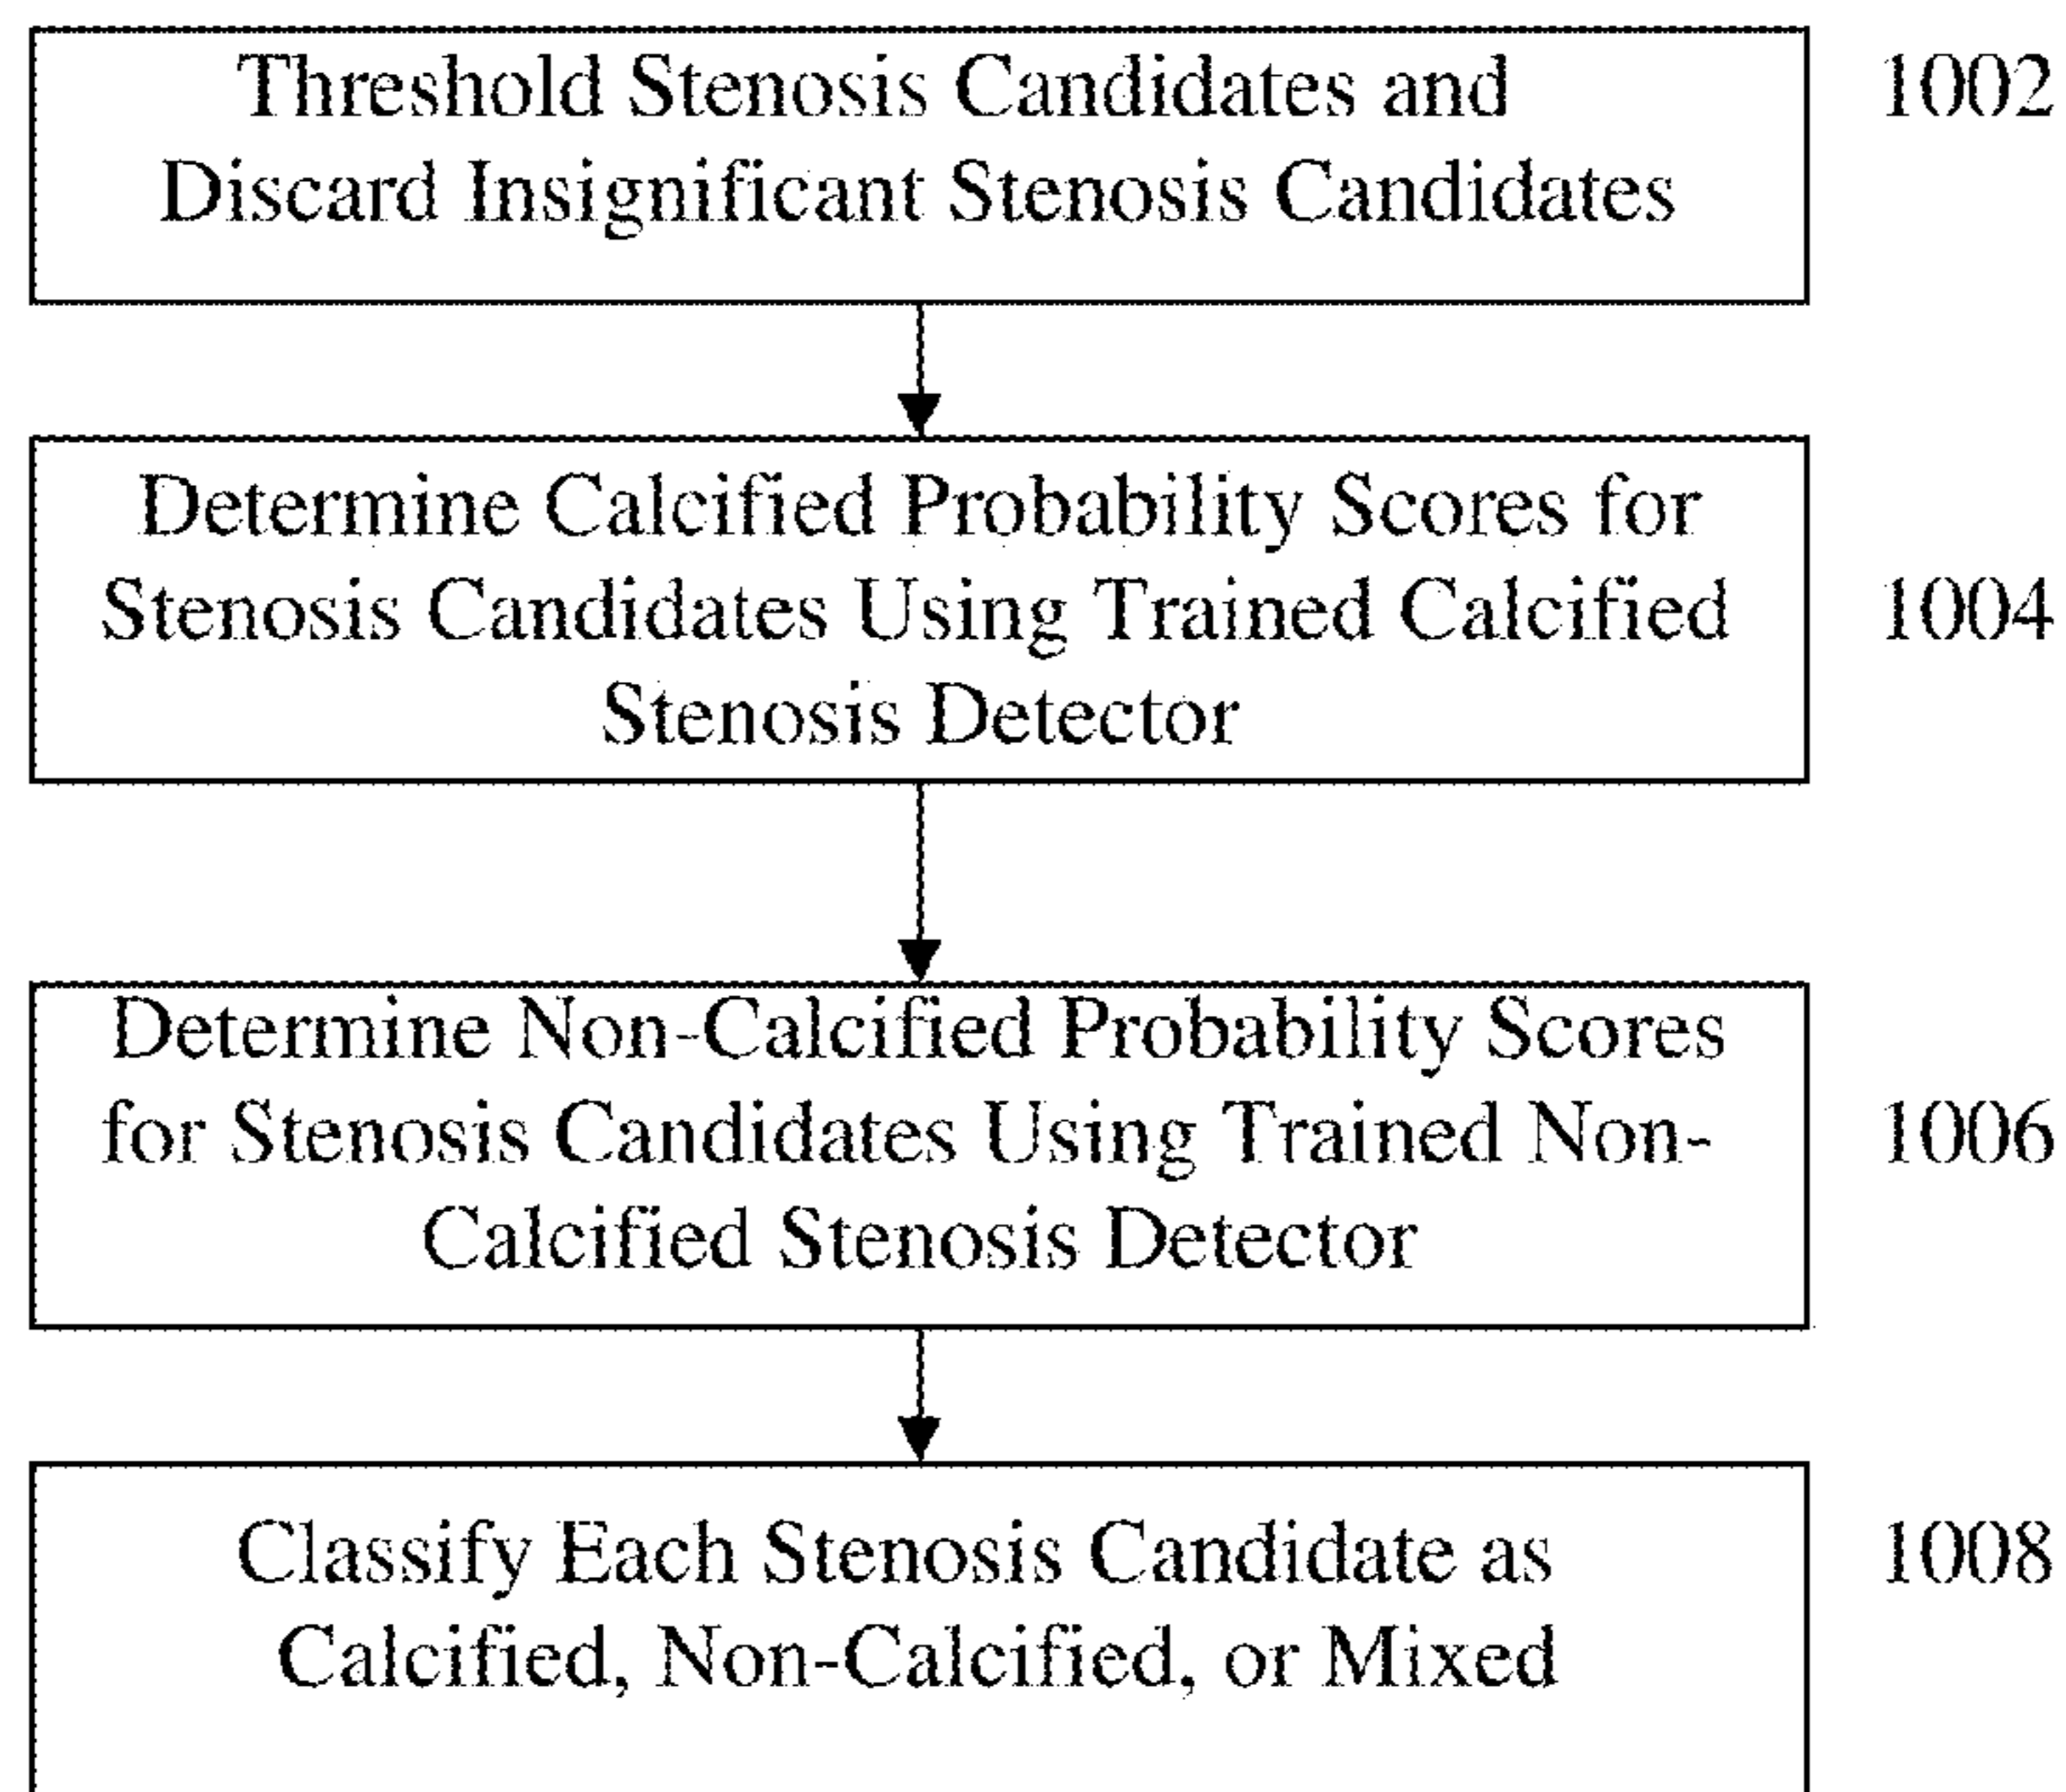 Threshold Stenosis Candidates and
Discard Insignificant Stenosis Candidates
1002
Determine Calcified Probability Scores for
Stenosis Candidates Using Trained Calcified
Stenosis Detector
1004
Determine Non-Calcified Probability Scores
for Stenosis Candidates Using Trained Non-
Calcified Stenosis Detector
1006
Classify Each Stenosis Candidate as
Calcified, Non-Calcified, or Mixed
1008